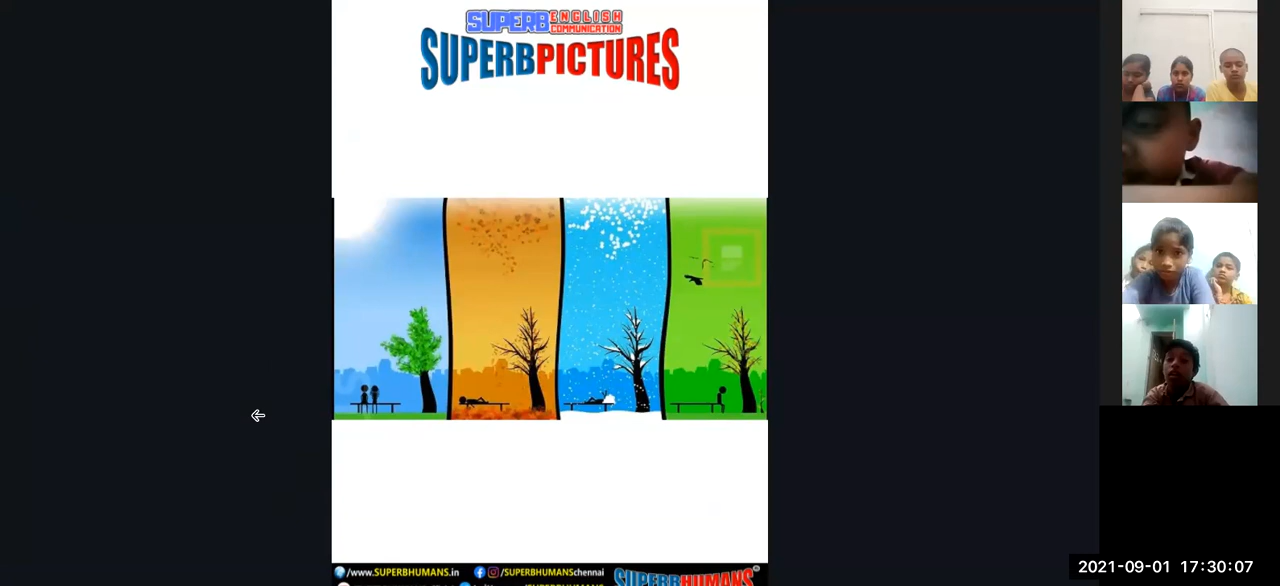 SUPERB ENGLISH COMMUNICATION
SUPERBPICTURES
/www.SUPERBHUMANS.in /SUPERBHUMANSchennai
SUPERBHUMANS
2021-09-01 17:30:07